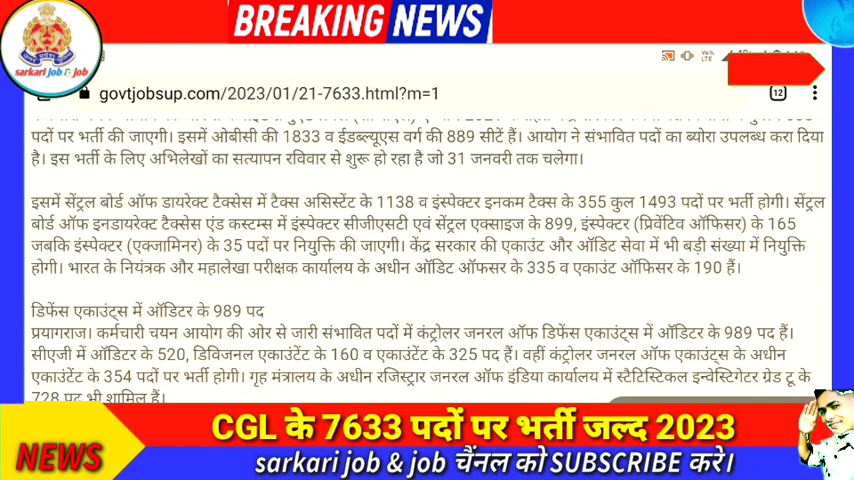 BREAKING NEWS
sarkari job & job
govtjobsup.com/2023/01/21-7633.html?m=1
12
पदों पर भर्ती की जाएगी। इसमें ओबीसी की 1833 व ईडब्ल्यूएस वर्ग की 889 सीटें हैं। आयोग ने संभावित पदों का ब्योरा उपलब्ध करा दिया
है। इस भर्ती के लिए अभिलेखों का सत्यापन रविवार से शुरू हो रहा है जो 31 जनवरी तक चलेगा।
इसमें सेंट्रल बोर्ड ऑफ डायरेक्ट टैक्सेस में टैक्स असिस्टेंट के 1138 व इंस्पेक्टर इनकम टैक्स के 355 कुल 1493 पदों पर भर्ती होगी। सेंट्रल
बोर्ड ऑफ इनडायरेक्ट टैक्सेस एंड कस्टम्स में इंस्पेक्टर सीजीएसटी एवं सेंट्रल एक्साइज के 899, इंस्पेक्टर (प्रिवेंटिव ऑफिसर) के 165
जबकि इंस्पेक्टर (एक्जामिनर) के 35 पदों पर नियुक्ति की जाएगी। केंद्र सरकार की एकाउंट और ऑडिट सेवा में भी बड़ी संख्या में नियुक्ति
होगी। भारत के नियंत्रक और महालेखा परीक्षक कार्यालय के अधीन ऑडिट ऑफसर के 335 व एकाउंट ऑफिसर के 190 हैं।
डिफेंस एकाउंट्स में ऑडिटर के 989 पद
प्रयागराज। कर्मचारी चयन आयोग की ओर से जारी संभावित पदों में कंट्रोलर जनरल ऑफ डिफेंस एकाउंट्स में ऑडिटर के 989 पद हैं।
सीएजी में ऑडिटर के 520, डिविजनल एकाउंटेंट के 160 व एकाउंटेंट के 325 पद हैं। वहीं कंट्रोलर जनरल ऑफ एकाउंट्स के अधीन
एकाउंटेंट के 354 पदों पर भर्ती होगी। गृह मंत्रालय के अधीन रजिस्ट्रार जनरल ऑफ इंडिया कार्यालय में स्टैटिस्टिकल इन्वेस्टिगेटर ग्रेड टू के
728 पद भी शामिल हैं।
CGL के 7633 पदों पर भर्ती जल्द 2023
NEWS
sarkari job & job चैंनल को SUBSCRIBE करे।